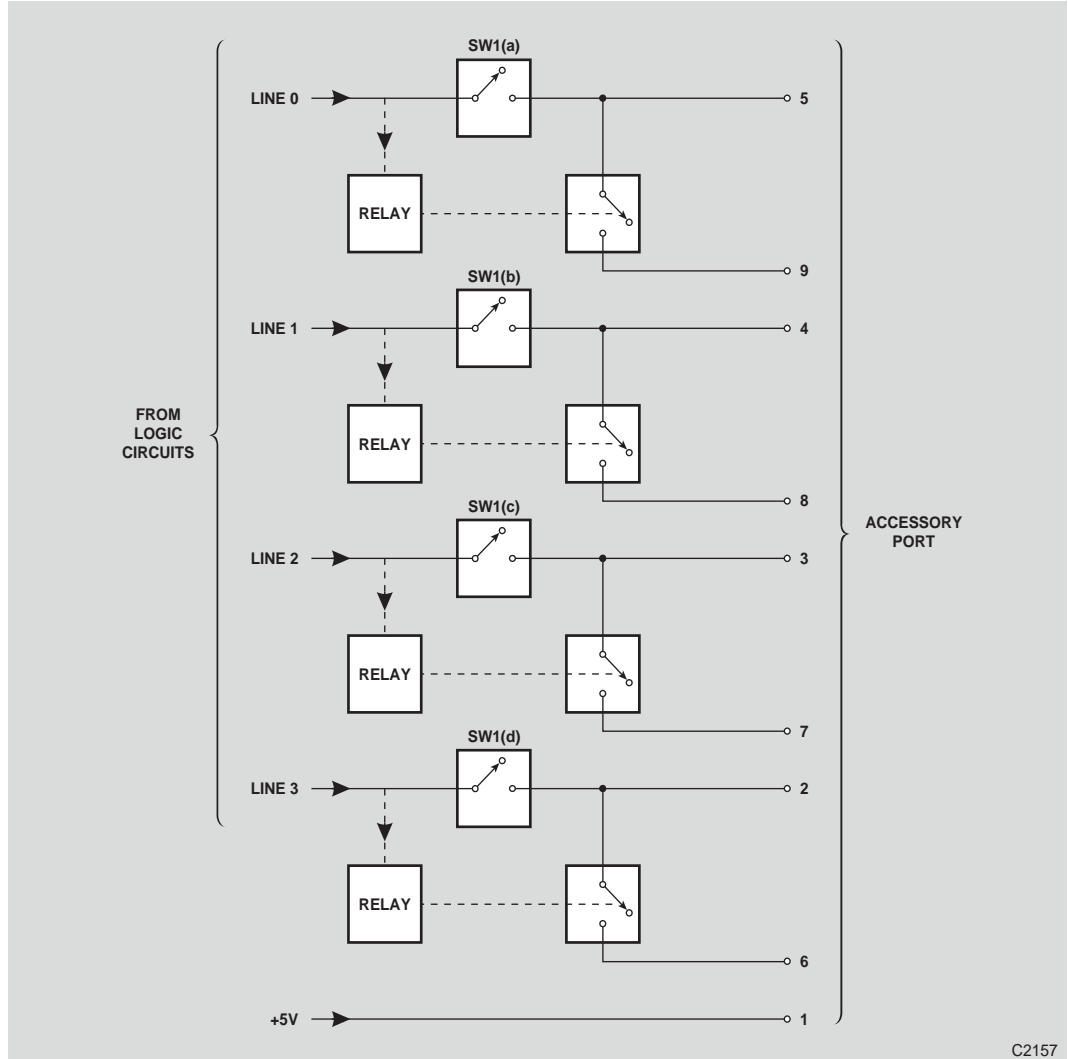 SW1(a)
LINE 0
5
RELAY
9
SW1(b)
LINE 1
4
RELAY
8
FROM
LOGIC
CIRCUITS
SW1(c)
ACCESSORY
PORT
LINE 2
3
RELAY
7
SW1(d)
LINE 3
2
RELAY
6
+5V
1
C2157